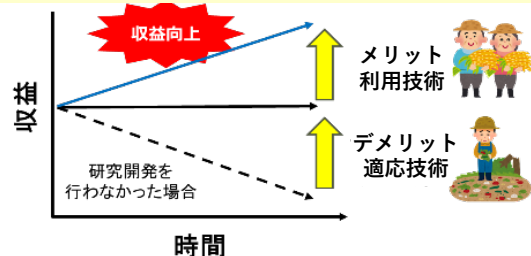 収益向上
メリット
利用技術
収益
デメリット
適応技術
研究開発を
行わなかった場合
時間